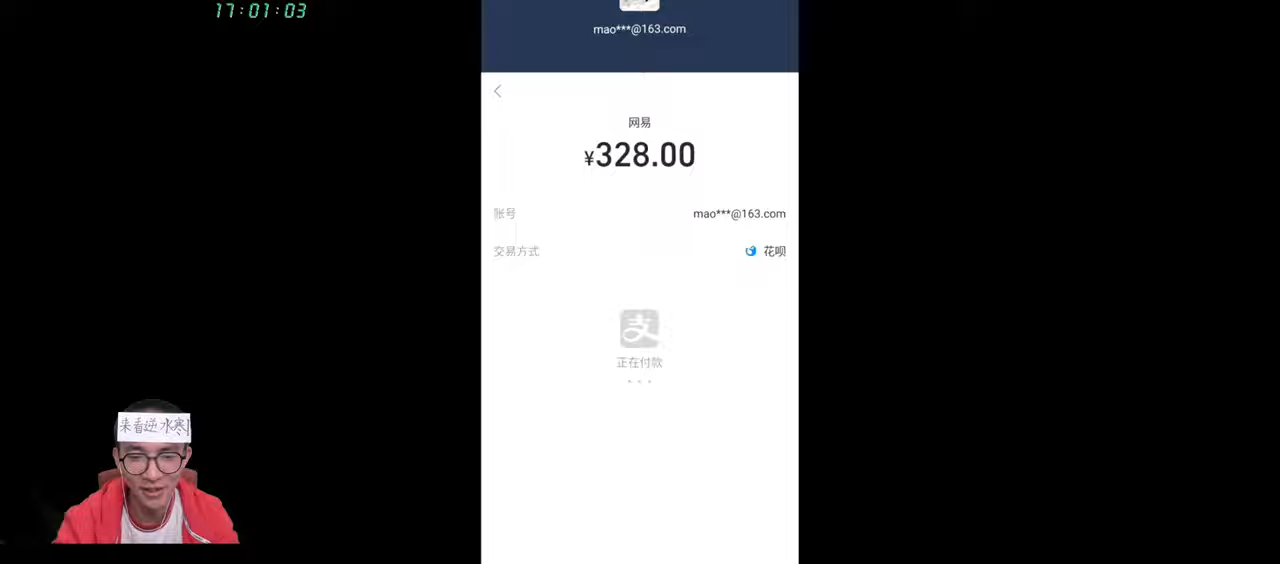 17:01:03
mao***@163.com
网易
¥328.00
账号 mao***@163.com
交易方式 花呗
支
正在付款
来看逆水寒